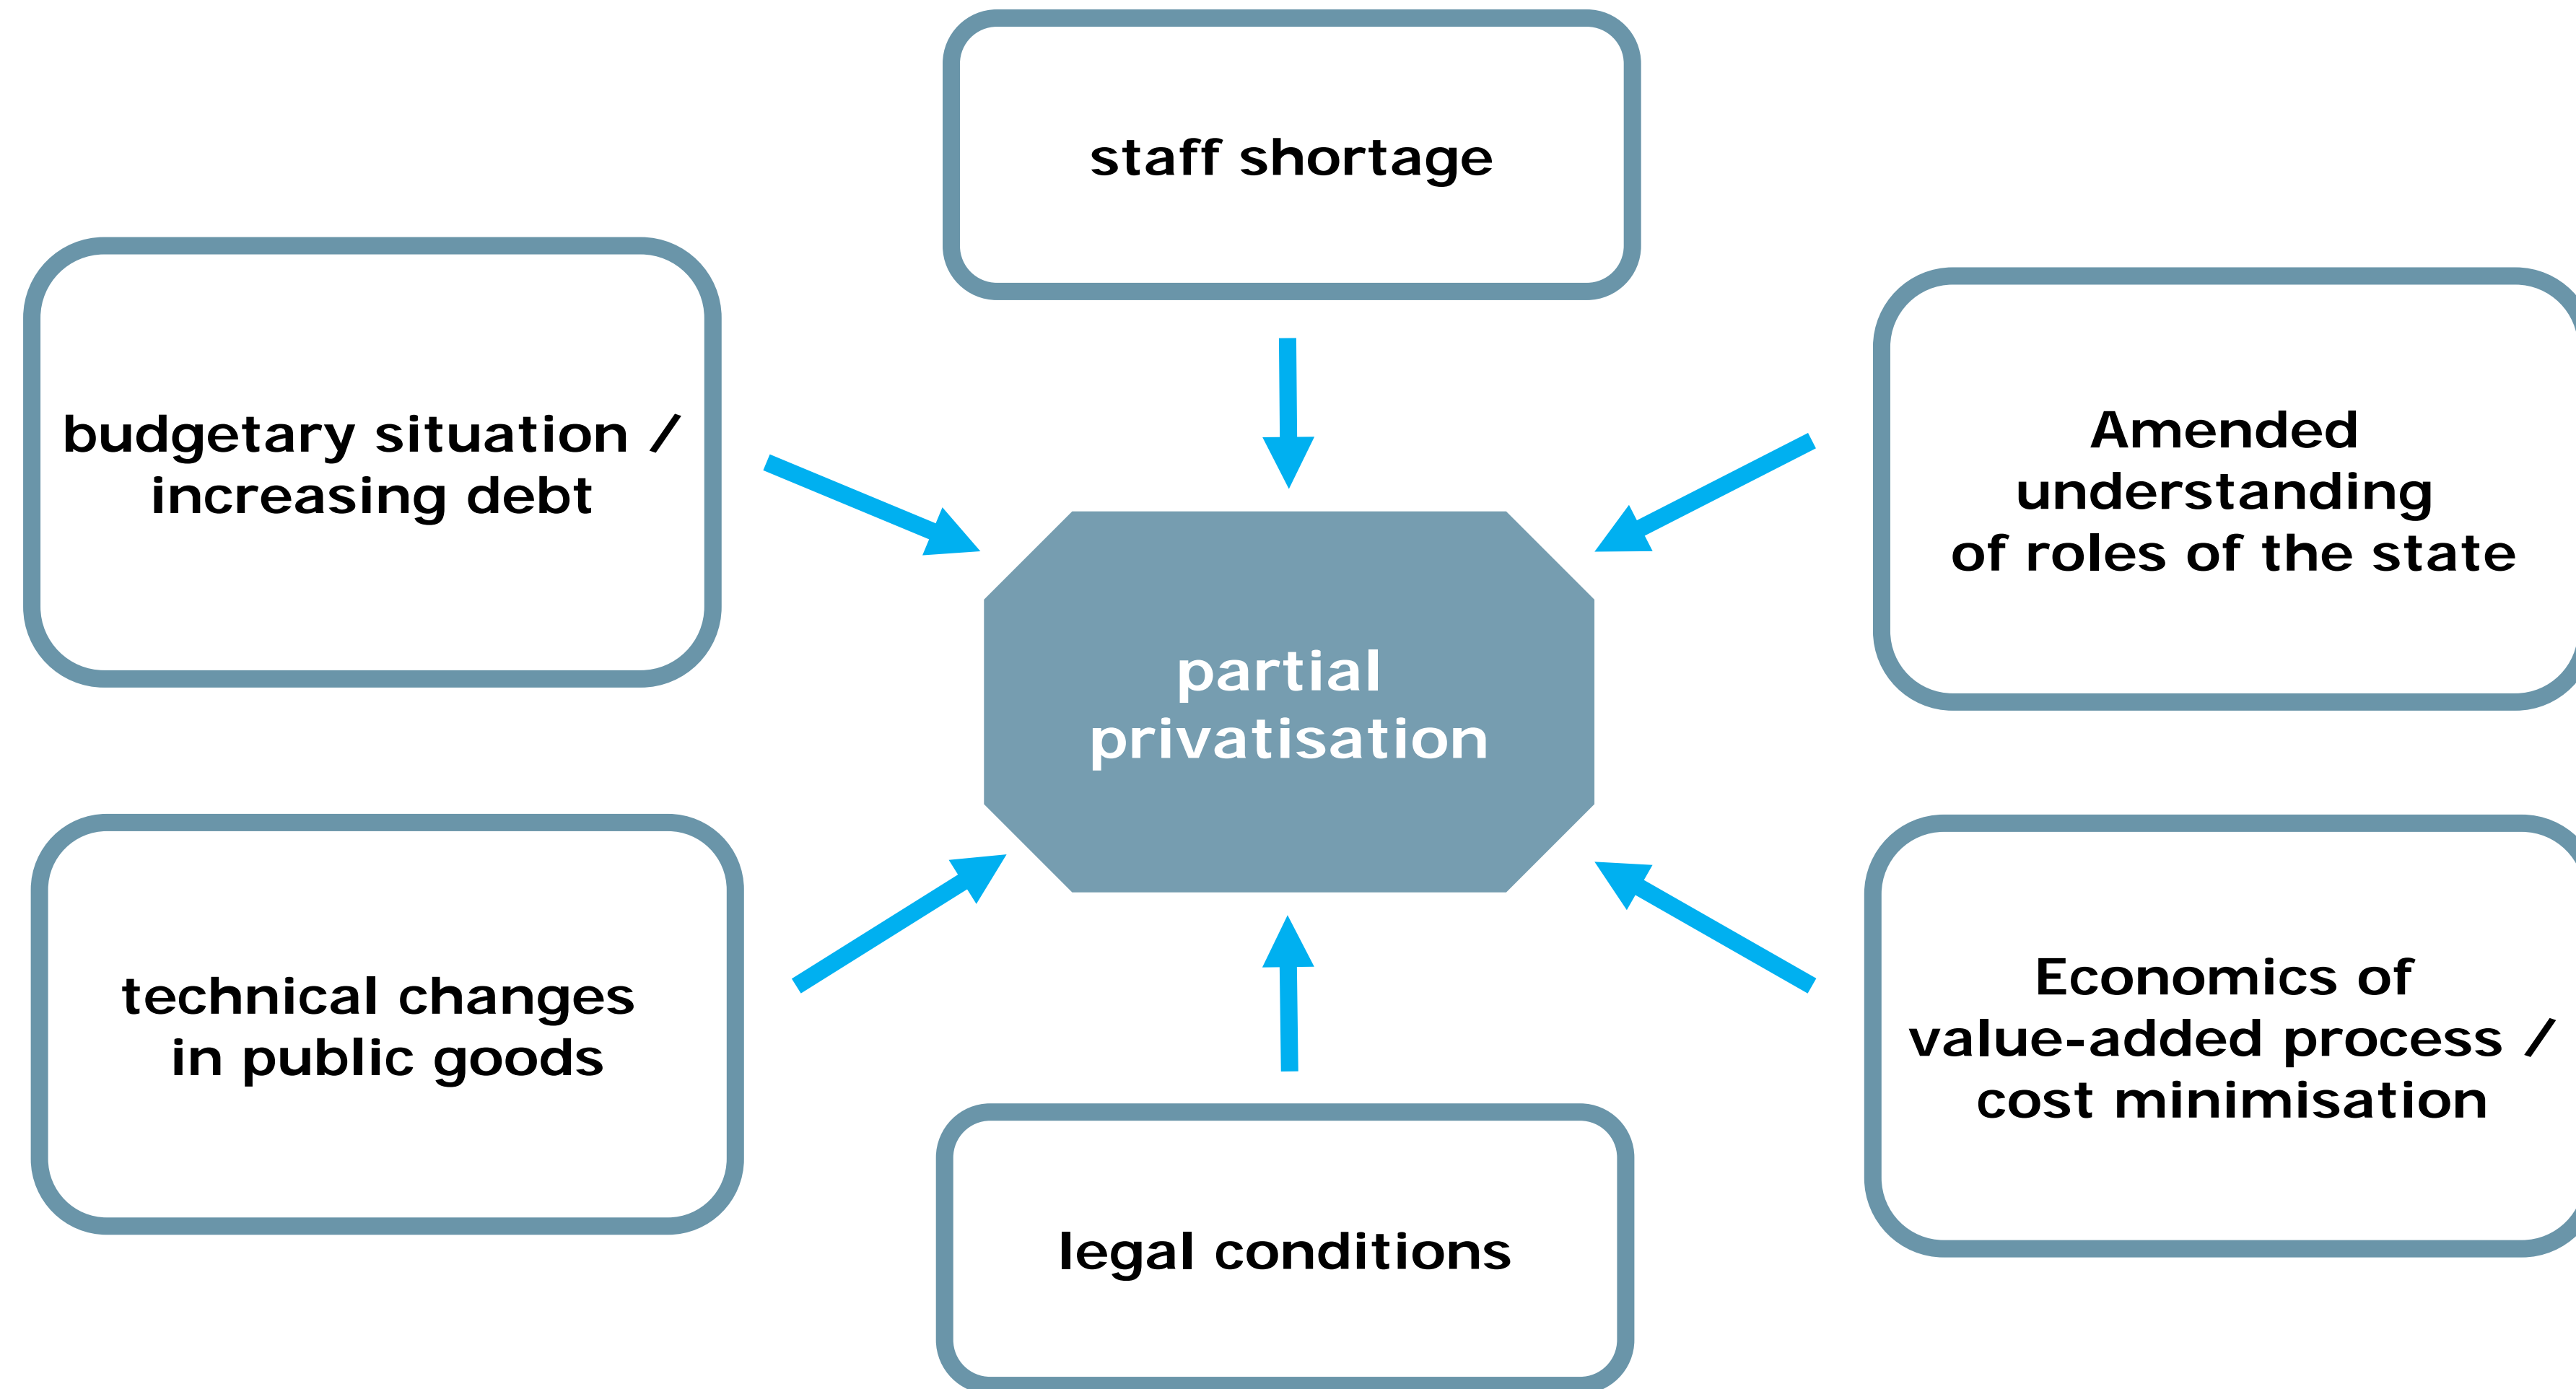 staff shortage
budgetary situation /
increasing debt
Amended
understanding
of roles of the state
partial
privatisation
technical changes
in public goods
Economics of
value-added process /
cost minimisation
legal conditions